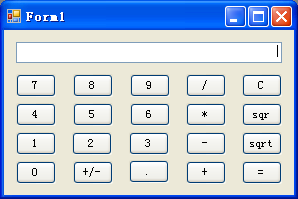 Form1
7 8 9 / C
4 5 6 * sqr
1 2 3 - sqrt
0 +/- . + =